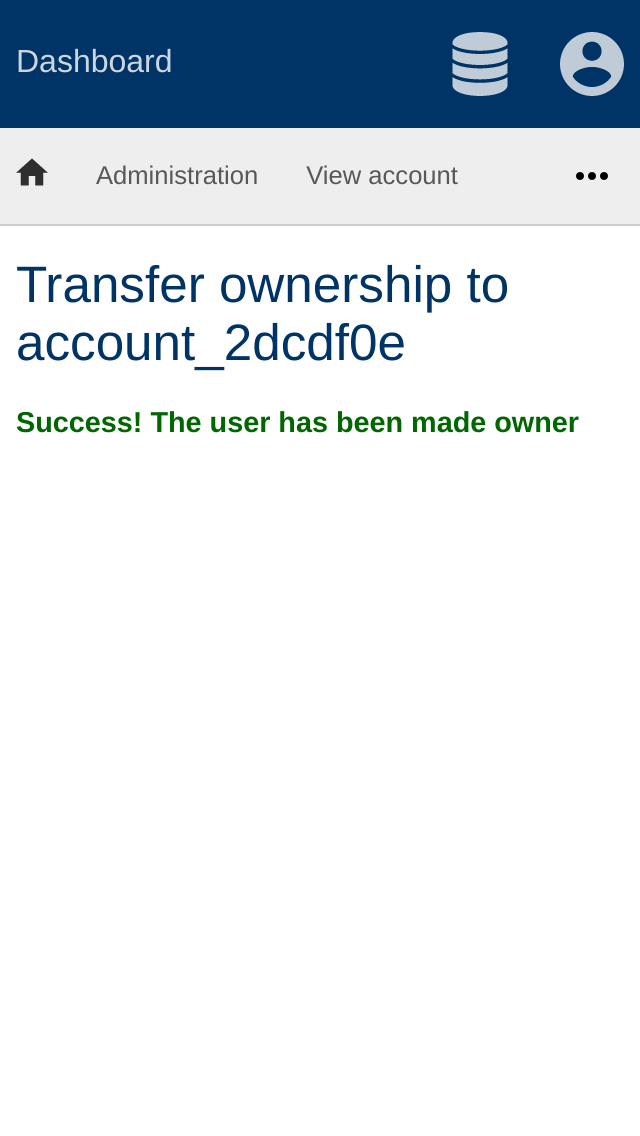 Dashboard
Administration View account
Transfer ownership to
account_2dcdf0e
Success! The user has been made owner